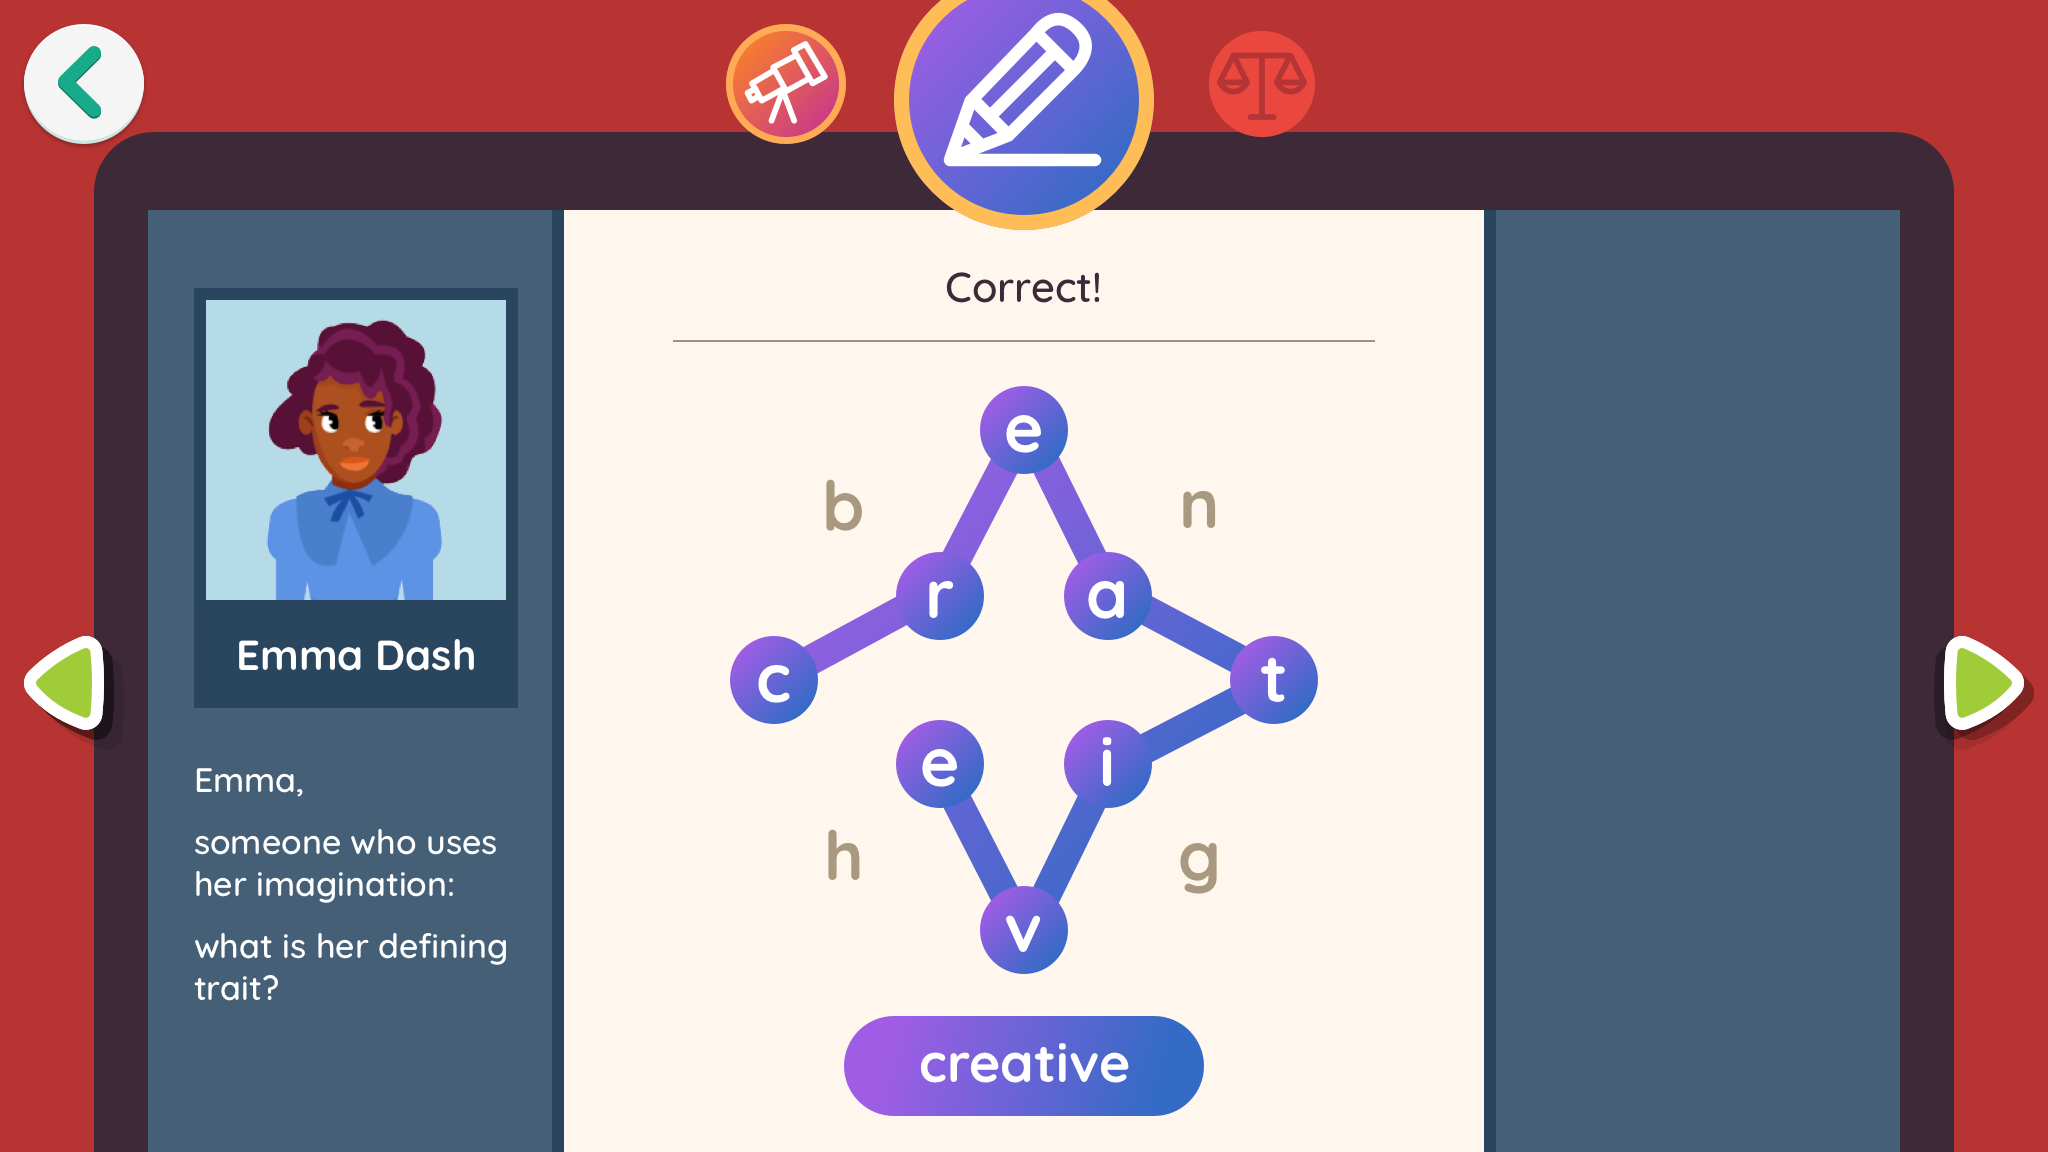 Correct!
Emma Dash
Emma,
someone who uses
her imagination:
what is her defining
trait?
e
b
n
r
a
c
t
e
i
h
g
v
creative